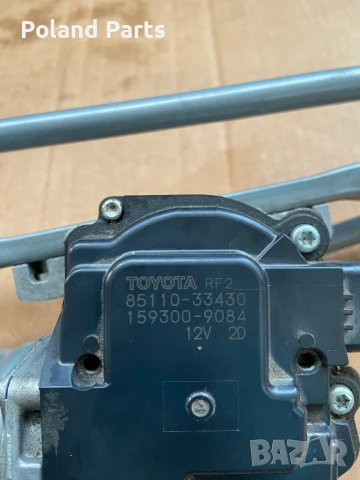 Poland Parts
TOYOTA RF2
85110-33430
159300-9084
12V 2D
BAZAR